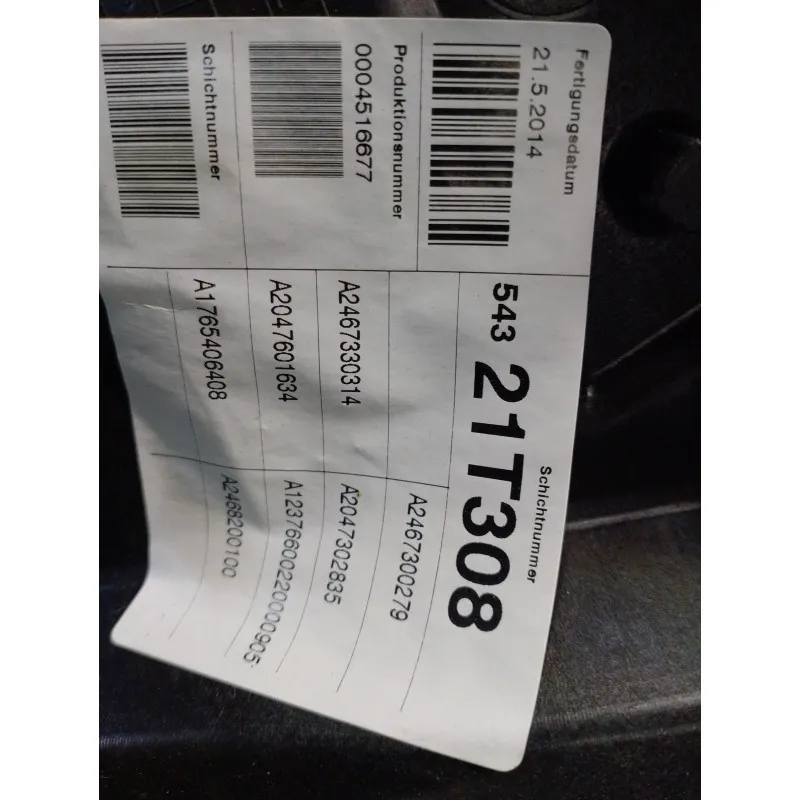 Fertigungsdatum
21.5.2014
Produktionsnummer
0004516677
Schichtnummer
Schichtnummer
543 21T308
A2467300279
A2467330314
A2047302835
A2047601634
A12376600220000905
A1765406408
A2468200100